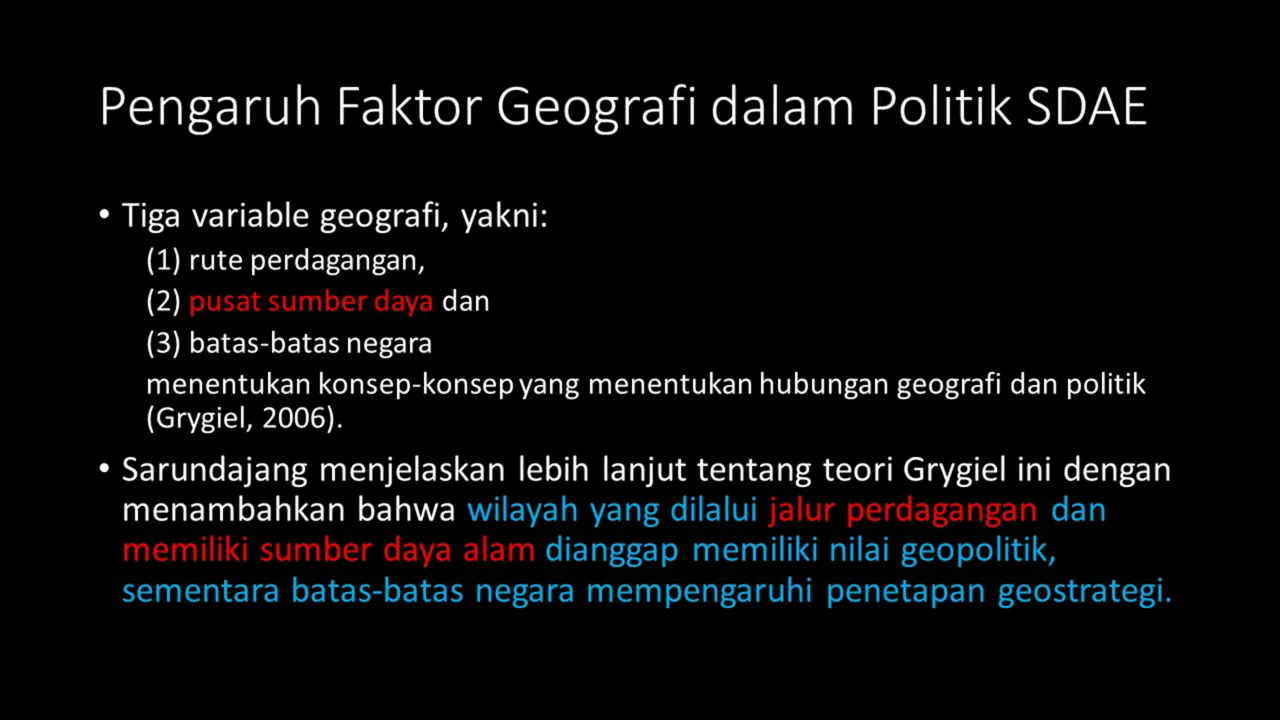 Pengaruh Faktor Geografi dalam Politik SDAE
• Tiga variable geografi, yakni:
(1) rute perdagangan,
(2) pusat sumber daya dan
(3) batas-batas negara
menentukan konsep-konsep yang menentukan hubungan geografi dan politik
(Grygiel, 2006).
• Sarundajang menjelaskan lebih lanjut tentang teori Grygiel ini dengan
menambahkan bahwa wilayah yang dilalui jalur perdagangan dan
memiliki sumber daya alam dianggap memiliki nilai geopolitik,
sementara batas-batas negara mempengaruhi penetapan geostrategi.